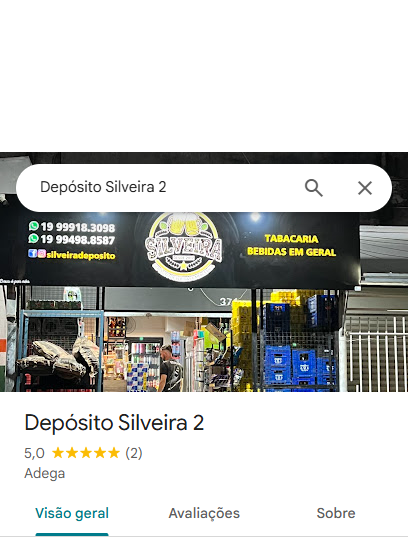 Depósito Silveira 2
19 99918.3098
19 99498.8587
silveiradeposito
SILVEIRA
TABACARIA
BEBIDAS EM GERAL
Depósito Silveira 2
5,0 (2)
Adega
Visão geral
Avaliações
Sobre